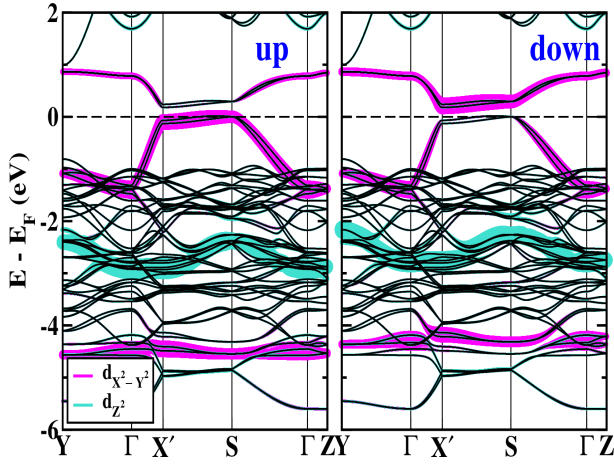 2
0
-2
-4
-6
E - E_F (eV)
up
down
d_{X²-Y²}
d_{Z²}
Y Γ X′ S Γ Z Y Γ X′ S Γ Z